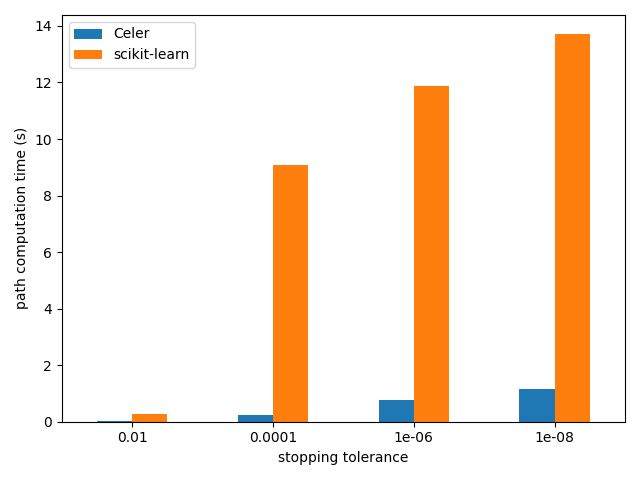 Celer
scikit-learn
path computation time (s)
14
12
10
8
6
4
2
0
0.01
0.0001
1e-06
1e-08
stopping tolerance